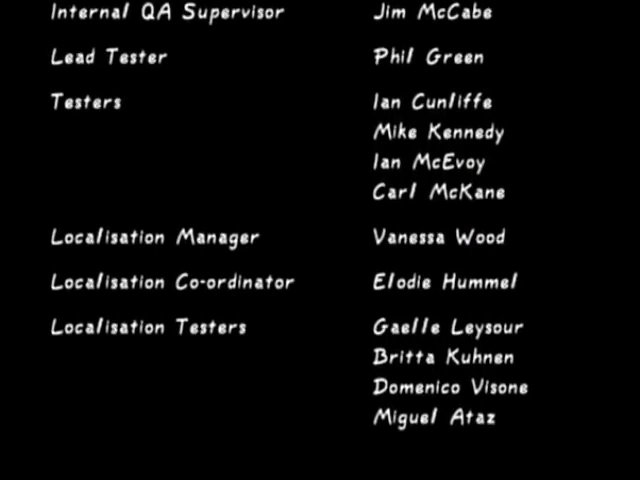 Internal QA Supervisor Jim McCabe
Lead Tester Phil Green
Testers Ian Cunliffe
Mike Kennedy
Ian McEvoy
Carl McKane
Localisation Manager Vanessa Wood
Localisation Co-ordinator Elodie Hummel
Localisation Testers Gaelle Leysour
Britta Kuhnen
Domenico Visone
Miguel Ataz